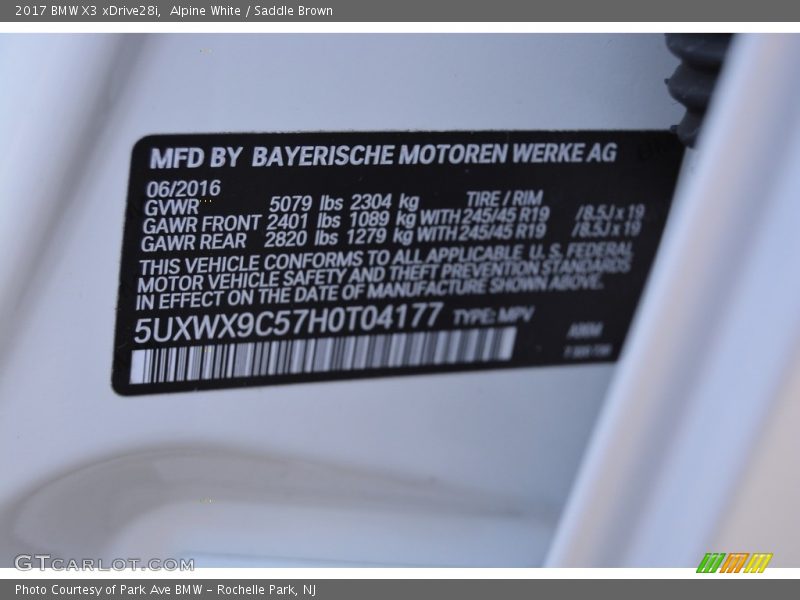 2017 BMW X3 xDrive28i, Alpine White / Saddle Brown
MFD BY BAYERISCHE MOTOREN WERKE AG
06/2016
GVWR 5079 lbs 2304 kg TIRE / RIM
GAWR FRONT 2401 lbs 1089 kg WITH 245/45 R19 /8.5J x 19
GAWR REAR 2820 lbs 1279 kg WITH 245/45 R19 /8.5J x 19
THIS VEHICLE CONFORMS TO ALL APPLICABLE U. S. FEDERAL
MOTOR VEHICLE SAFETY AND THEFT PREVENTION STANDARDS
IN EFFECT ON THE DATE OF MANUFACTURE SHOWN ABOVE.
5UXWX9C57H0T04177 TYPE: MPV
GTCARLOT.COM
Photo Courtesy of Park Ave BMW - Rochelle Park, NJ